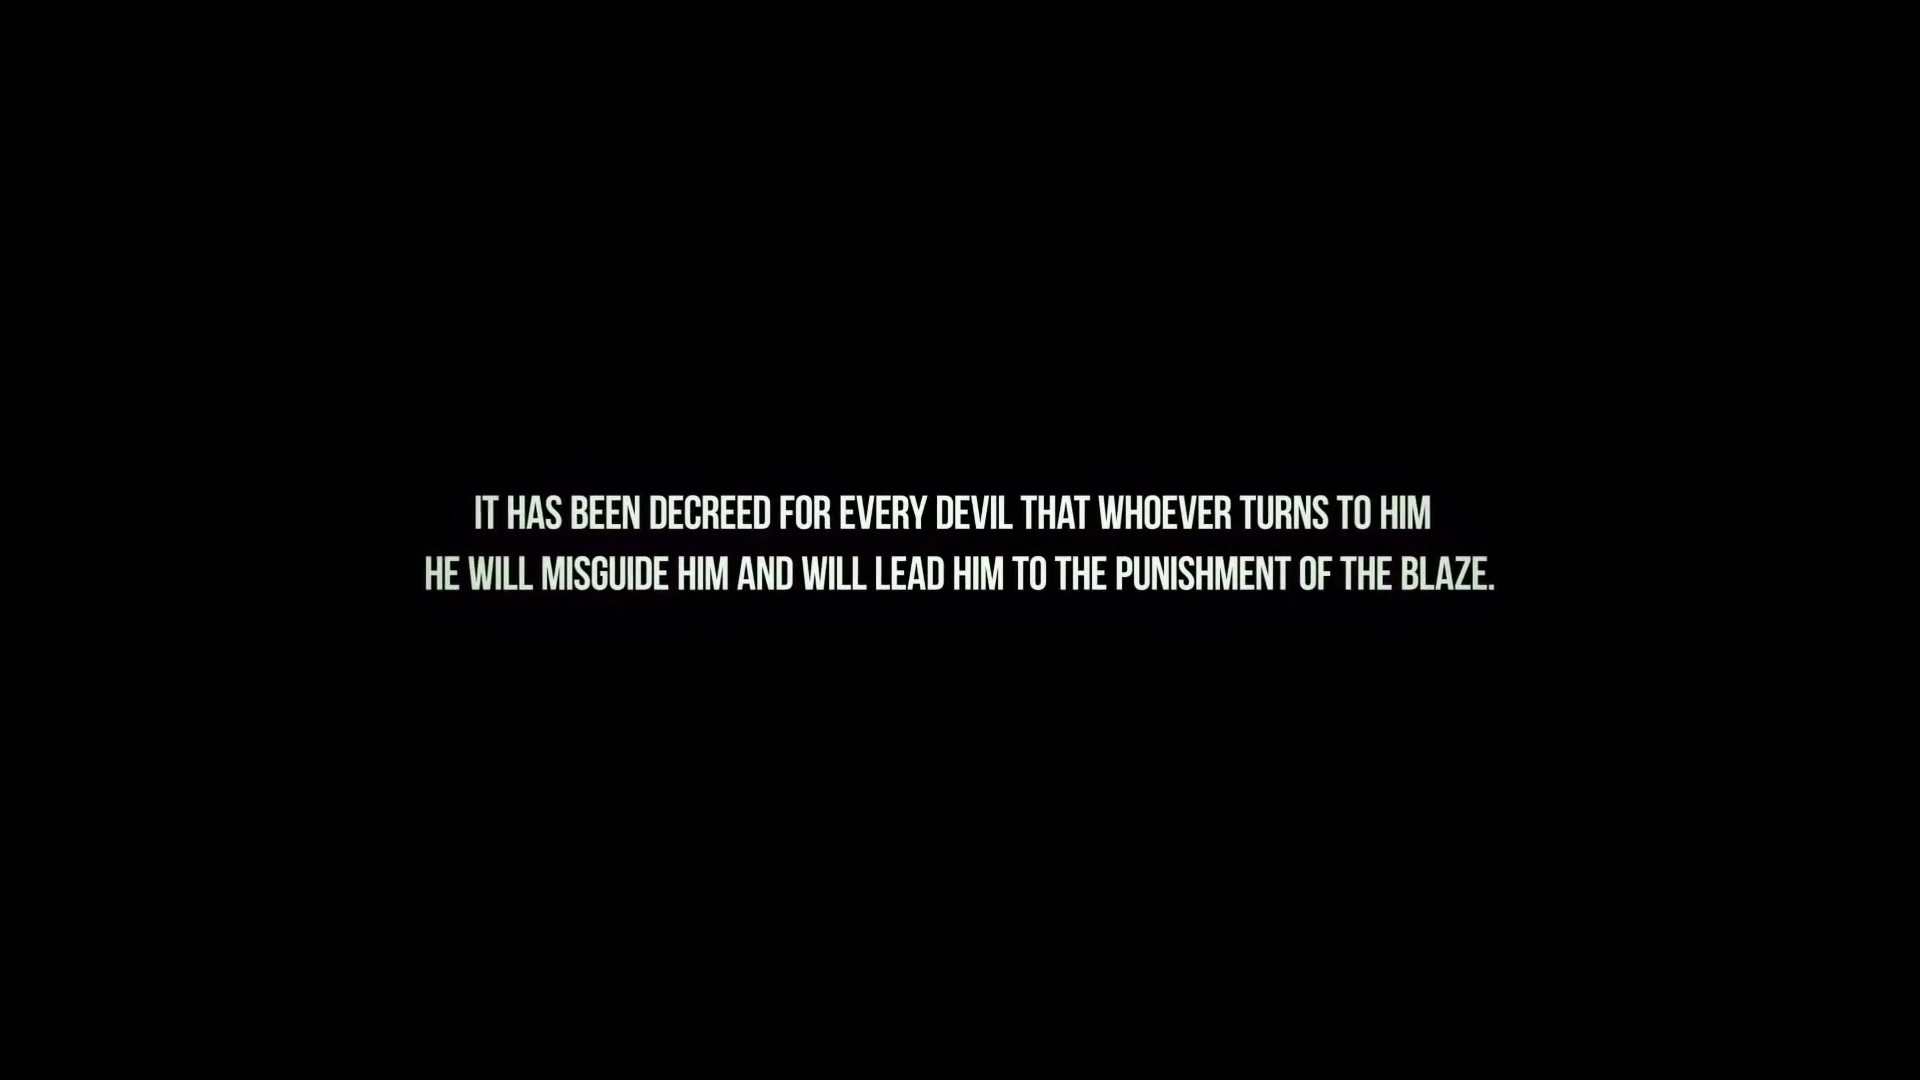 IT HAS BEEN DECREED FOR EVERY DEVIL THAT WHOEVER TURNS TO HIM
HE WILL MISGUIDE HIM AND WILL LEAD HIM TO THE PUNISHMENT OF THE BLAZE.